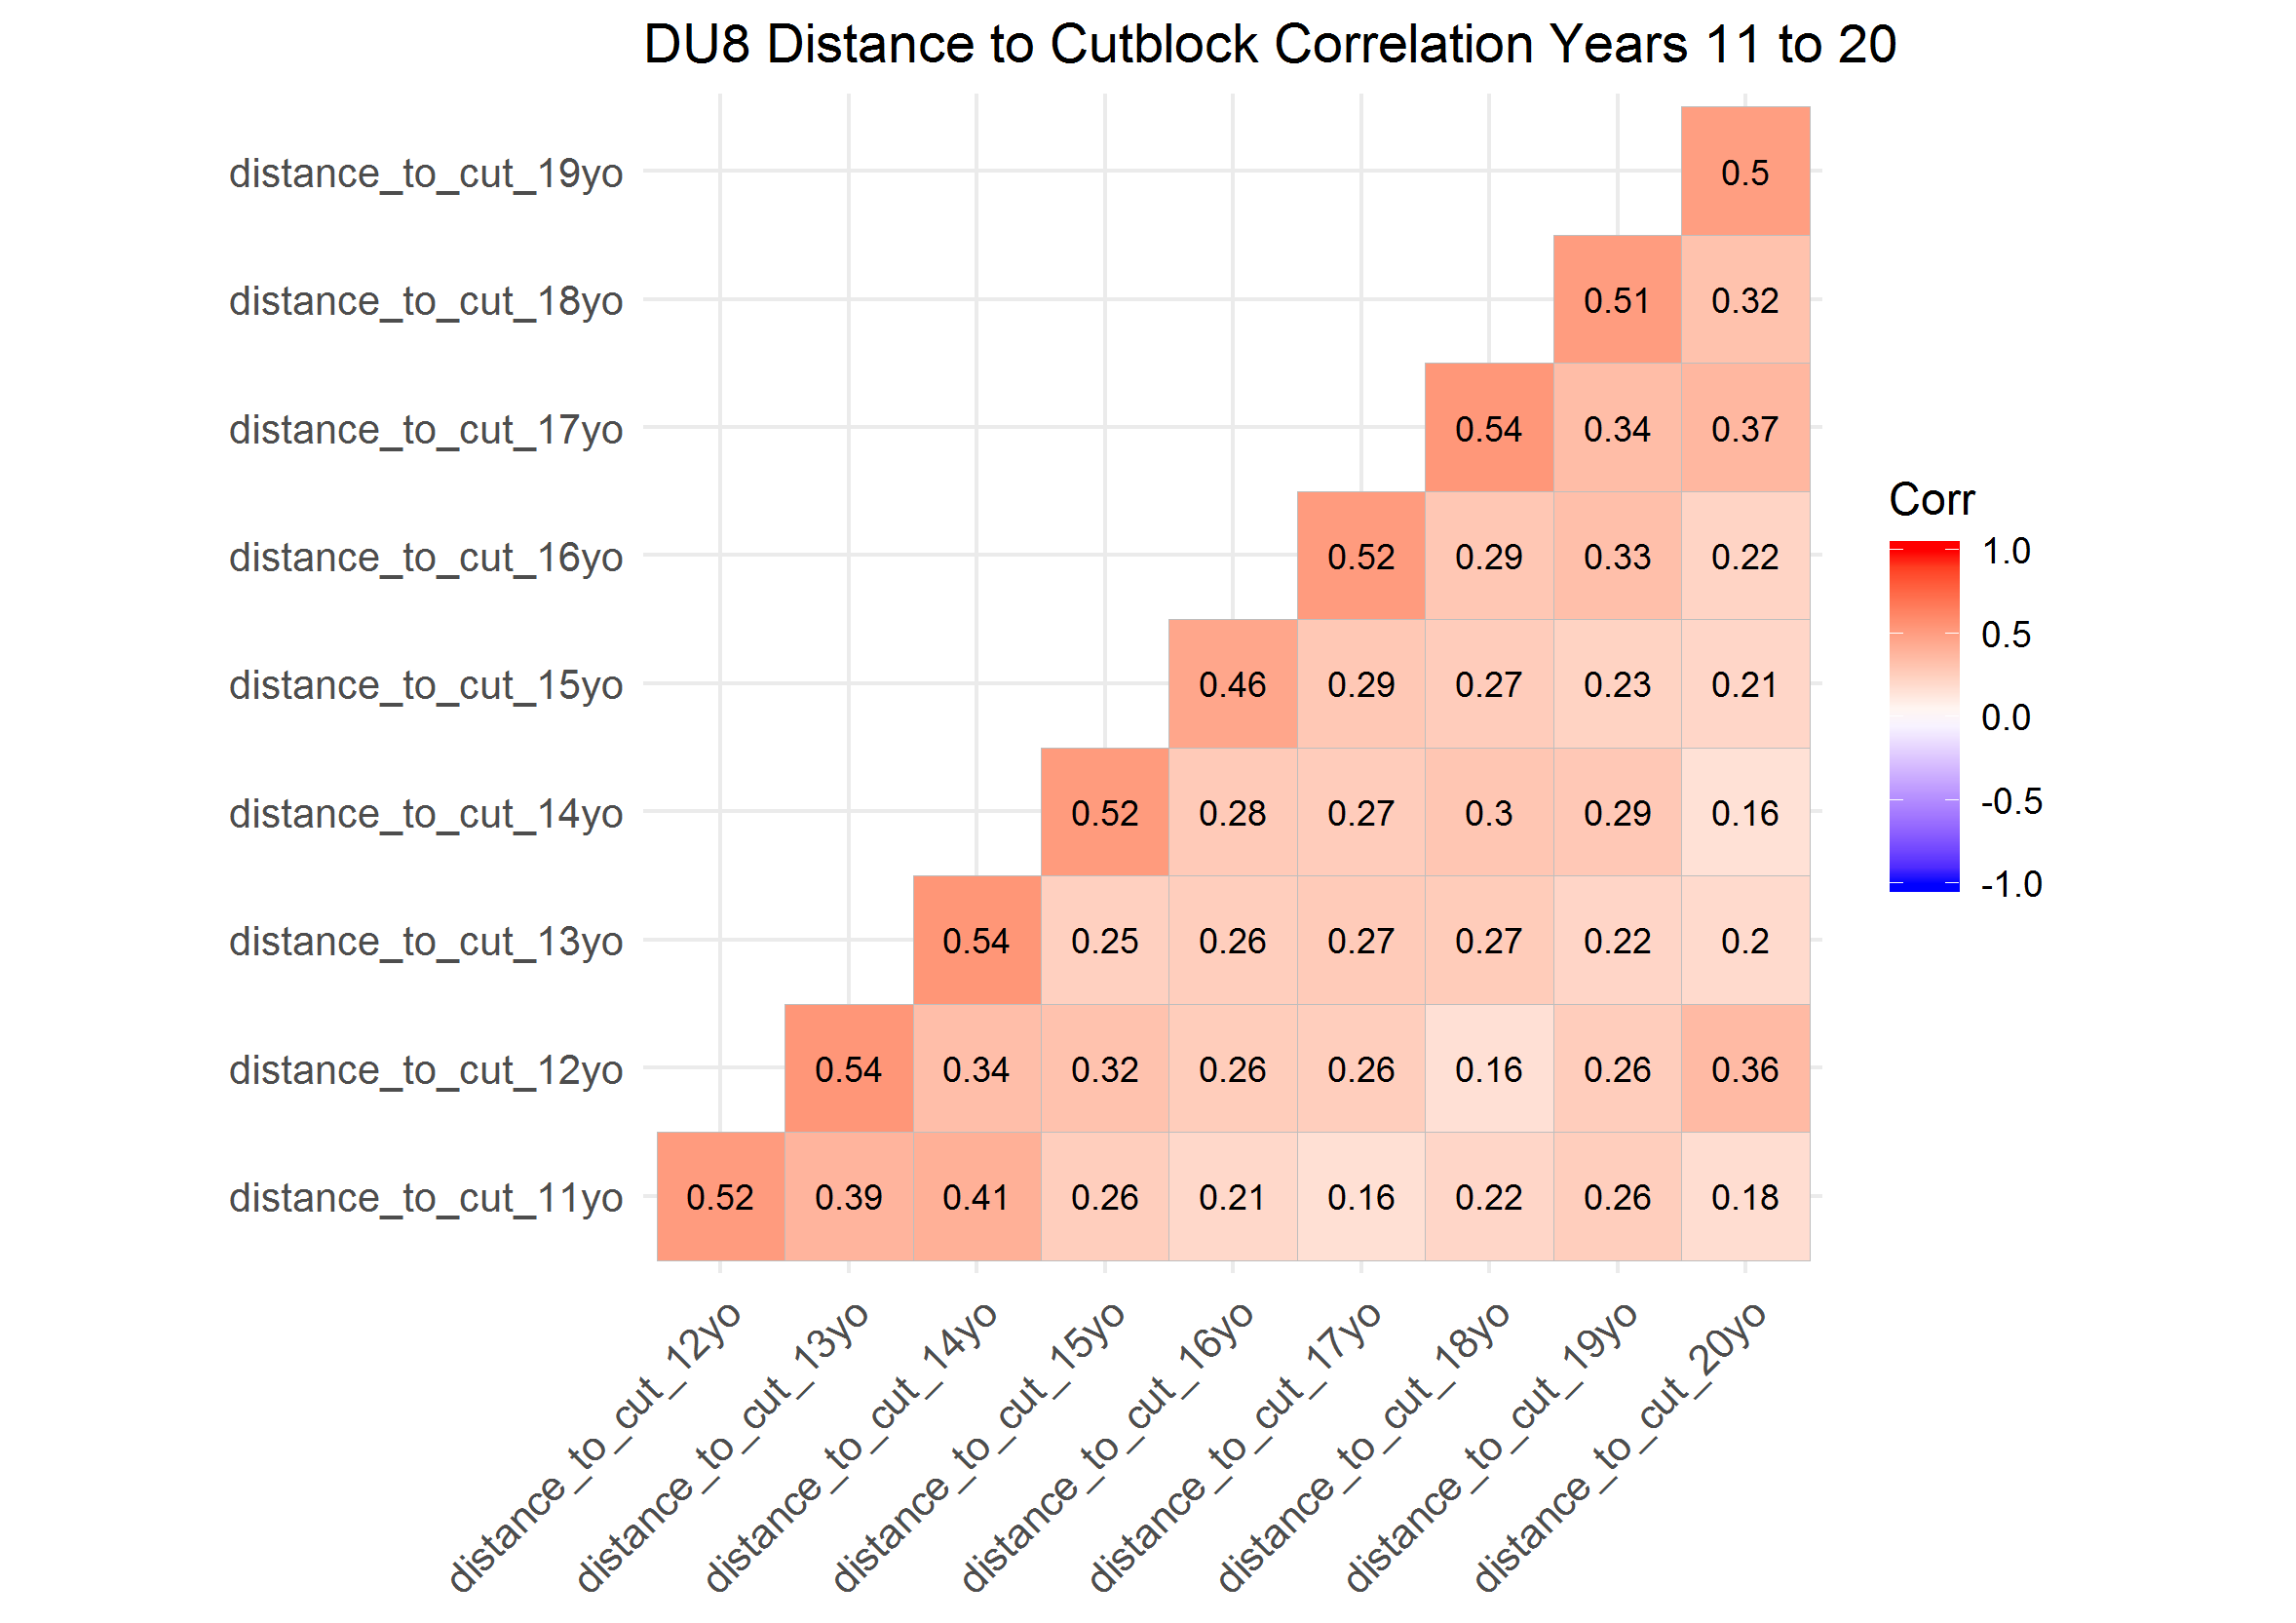 DU8 Distance to Cutblock Correlation Years 11 to 20
distance_to_cut_19yo
0.5
distance_to_cut_18yo
0.51 0.32
distance_to_cut_17yo
0.54 0.34 0.37
distance_to_cut_16yo
0.52 0.29 0.33 0.22
distance_to_cut_15yo
0.46 0.29 0.27 0.23 0.21
distance_to_cut_14yo
0.52 0.28 0.27 0.3 0.29 0.16
distance_to_cut_13yo
0.54 0.25 0.26 0.27 0.27 0.22 0.2
distance_to_cut_12yo
0.54 0.34 0.32 0.26 0.26 0.16 0.26 0.36
distance_to_cut_11yo
0.52 0.39 0.41 0.26 0.21 0.16 0.22 0.26 0.18
distance_to_cut_12yo
distance_to_cut_13yo
distance_to_cut_14yo
distance_to_cut_15yo
distance_to_cut_16yo
distance_to_cut_17yo
distance_to_cut_18yo
distance_to_cut_19yo
distance_to_cut_20yo
Corr
1.0
0.5
0.0
-0.5
-1.0